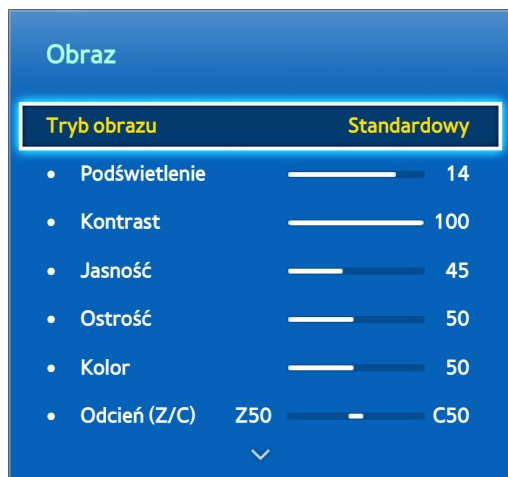 Obraz
Tryb obrazu Standardowy
• Podświetlenie 14
• Kontrast 100
• Jasność 45
• Ostrość 50
• Kolor 50
• Odcień (Z/C) Z50 C50